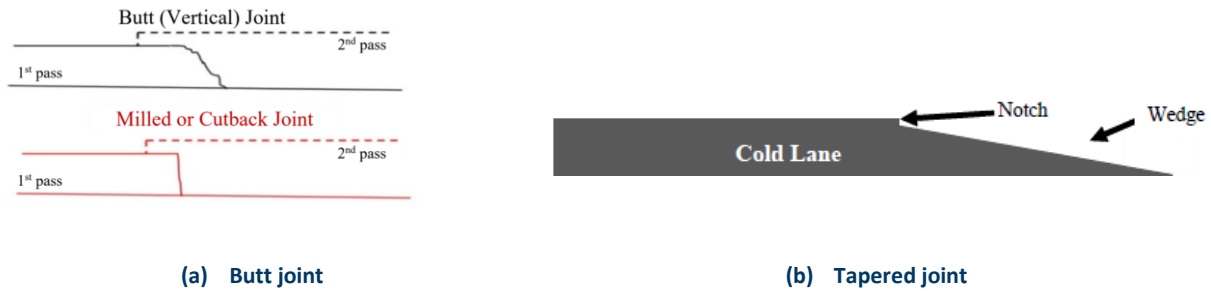 Butt (Vertical) Joint
2nd pass
1st pass
Milled or Cutback Joint
2nd pass
1st pass
Notch
Wedge
Cold Lane
(a) Butt joint
(b) Tapered joint